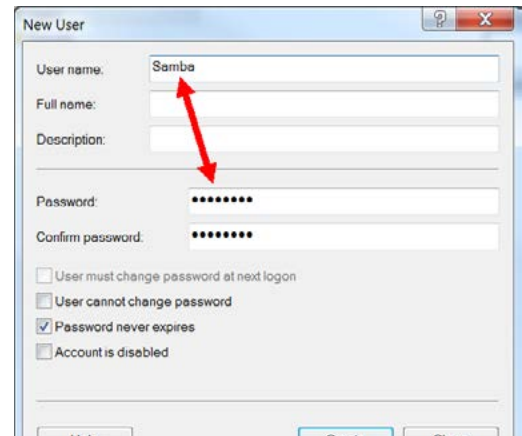 New User
User name: Samba
Full name:
Description:
Password: ••••••••
Confirm password: ••••••••
User must change password at next logon
User cannot change password
Password never expires
Account is disabled